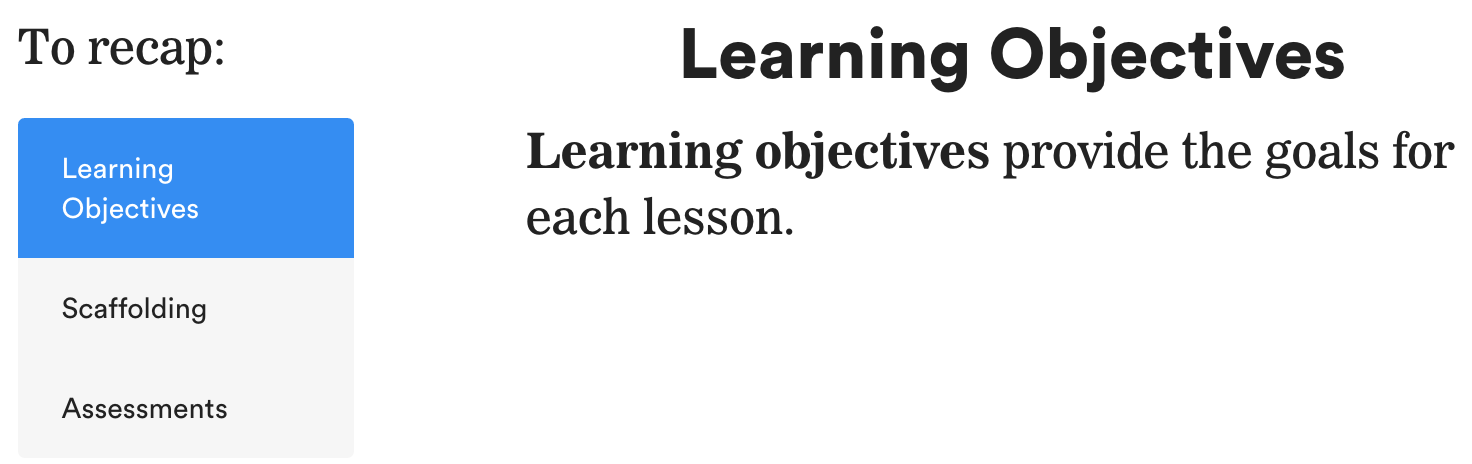 To recap:
Learning
Objectives
Scaffolding
Assessments
Learning Objectives
Learning objectives provide the goals for
each lesson.